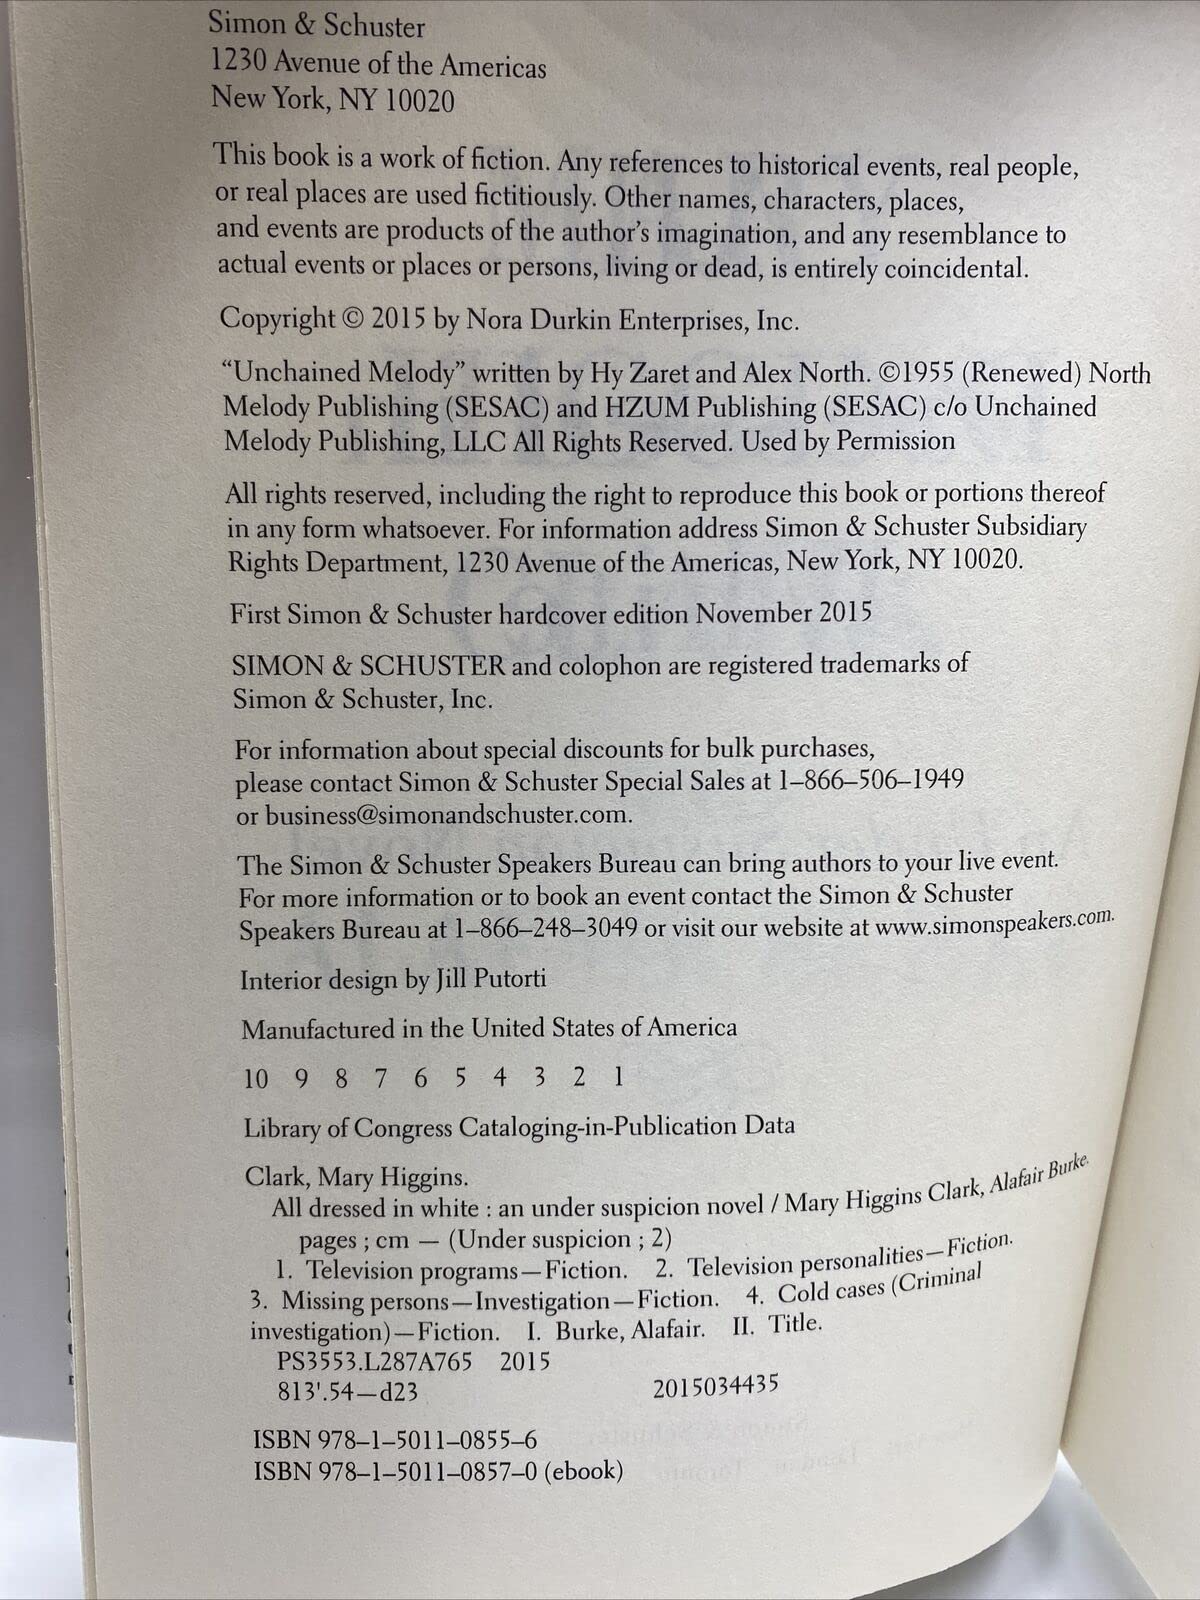 Simon & Schuster
1230 Avenue of the Americas
New York, NY 10020
This book is a work of fiction. Any references to historical events, real people,
or real places are used fictitiously. Other names, characters, places,
and events are products of the author's imagination, and any resemblance to
actual events or places or persons, living or dead, is entirely coincidental.
Copyright © 2015 by Nora Durkin Enterprises, Inc.
“Unchained Melody” written by Hy Zaret and Alex North. ©1955 (Renewed) North
Melody Publishing (SESAC) and HZUM Publishing (SESAC) c/o Unchained
Melody Publishing, LLC All Rights Reserved. Used by Permission
All rights reserved, including the right to reproduce this book or portions thereof
in any form whatsoever. For information address Simon & Schuster Subsidiary
Rights Department, 1230 Avenue of the Americas, New York, NY 10020.
First Simon & Schuster hardcover edition November 2015
SIMON & SCHUSTER and colophon are registered trademarks of
Simon & Schuster, Inc.
For information about special discounts for bulk purchases,
please contact Simon & Schuster Special Sales at 1–866–506–1949
or business@simonandschuster.com.
The Simon & Schuster Speakers Bureau can bring authors to your live event.
For more information or to book an event contact the Simon & Schuster
Speakers Bureau at 1–866–248–3049 or visit our website at www.simonspeakers.com.
Interior design by Jill Putorti
Manufactured in the United States of America
10 9 8 7 6 5 4 3 2 1
Library of Congress Cataloging-in-Publication Data
Clark, Mary Higgins.
All dressed in white : an under suspicion novel / Mary Higgins Clark, Alafair Burke.
pages ; cm — (Under suspicion ; 2)
1. Television programs—Fiction. 2. Television personalities—Fiction.
3. Missing persons—Investigation—Fiction. 4. Cold cases (Criminal
investigation)—Fiction. I. Burke, Alafair. II. Title.
PS3553.L287A765 2015
813'.54—d23 2015034435
ISBN 978–1–5011–0855–6
ISBN 978–1–5011–0857–0 (ebook)